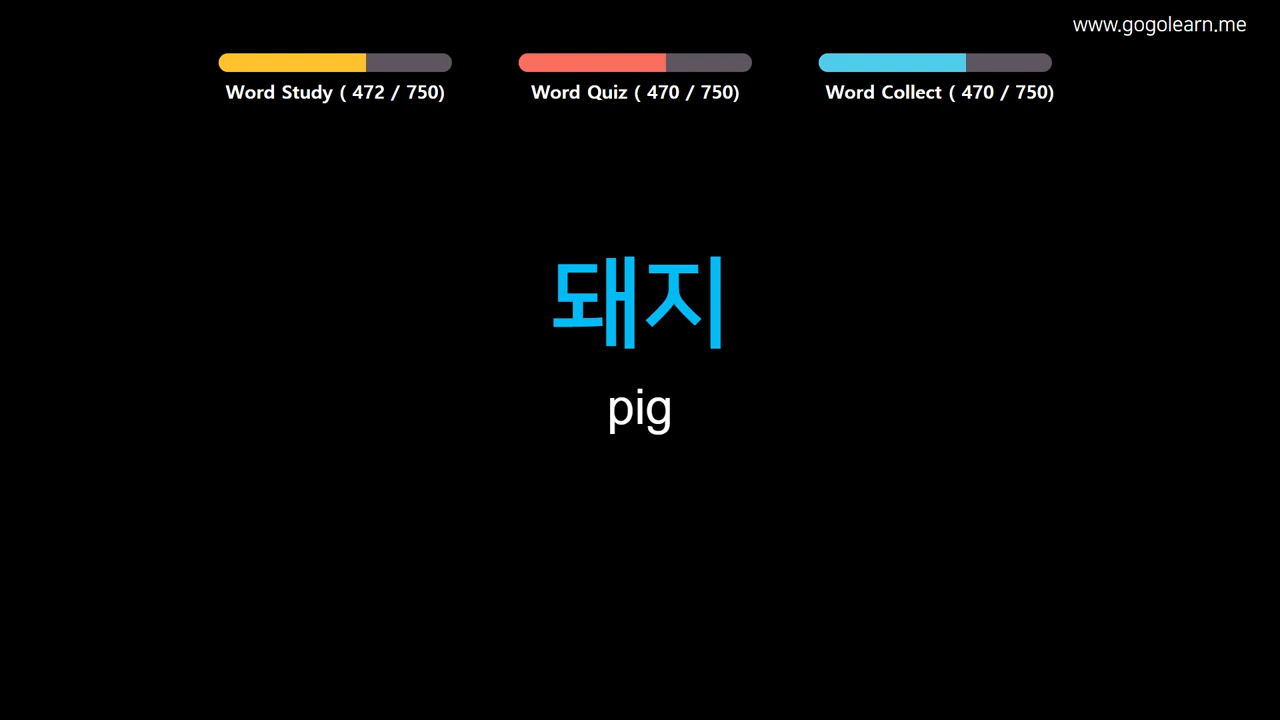 www.gogolearn.me
Word Study ( 472 / 750)
Word Quiz ( 470 / 750)
Word Collect ( 470 / 750)
돼지
pig